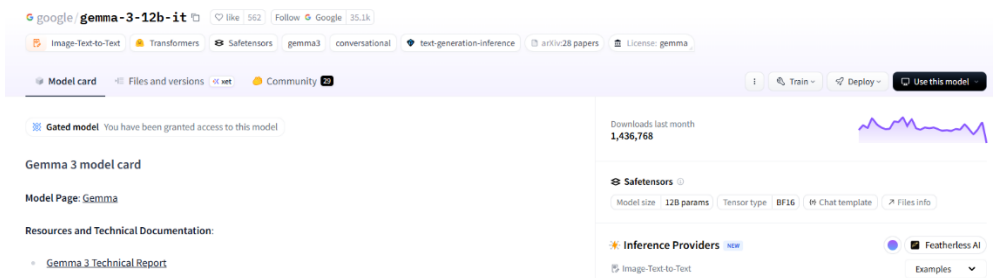 google/gemma-3-12b-it like 562 Follow Google 35.1k
Image-Text-to-Text Transformers Safetensors gemma3 conversational text-generation-inference arXiv:28 papers License: gemma
Model card Files and versions xet Community 29
Train Deploy Use this model
Gated model You have been granted access to this model
Gemma 3 model card
Model Page: Gemma
Resources and Technical Documentation:
Gemma 3 Technical Report
Downloads last month
1,436,768
Safetensors
Model size 12B params Tensor type BF16 Chat template Files info
Inference Providers NEW
Featherless AI
Image-Text-to-Text
Examples